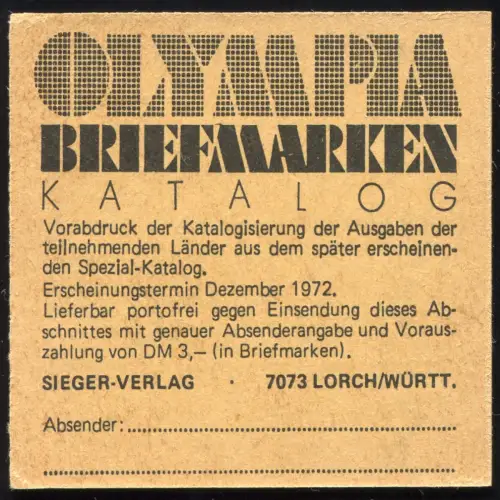 OLYMPIA
BRIEFMARKEN
KATALOG
Vorabdruck der Katalogisierung der Ausgaben der
teilnehmenden Länder aus dem später erscheinen-
den Spezial-Katalog.
Erscheinungstermin Dezember 1972.
Lieferbar portofrei gegen Einsendung dieses Ab-
schnittes mit genauer Absenderangabe und Voraus-
zahlung von DM 3,– (in Briefmarken).
SIEGER-VERLAG · 7073 LORCH/WÜRTT.
Absender: